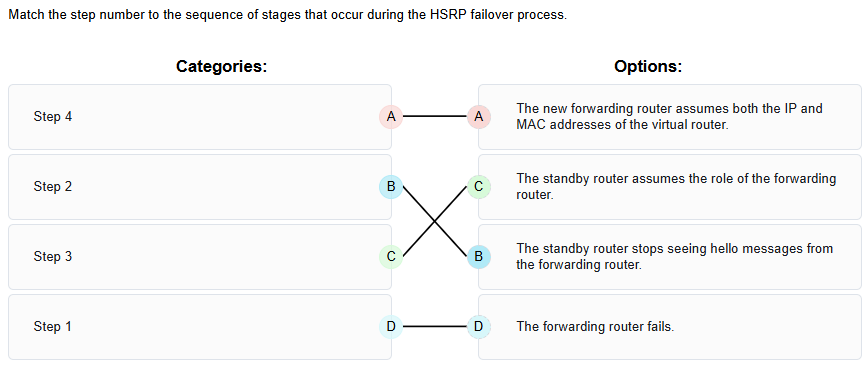 Match the step number to the sequence of stages that occur during the HSRP failover process.
Categories:
Options:
Step 4
A
A
The new forwarding router assumes both the IP and
MAC addresses of the virtual router.
Step 2
B
C
The standby router assumes the role of the forwarding
router.
Step 3
C
B
The standby router stops seeing hello messages from
the forwarding router.
Step 1
D
D
The forwarding router fails.